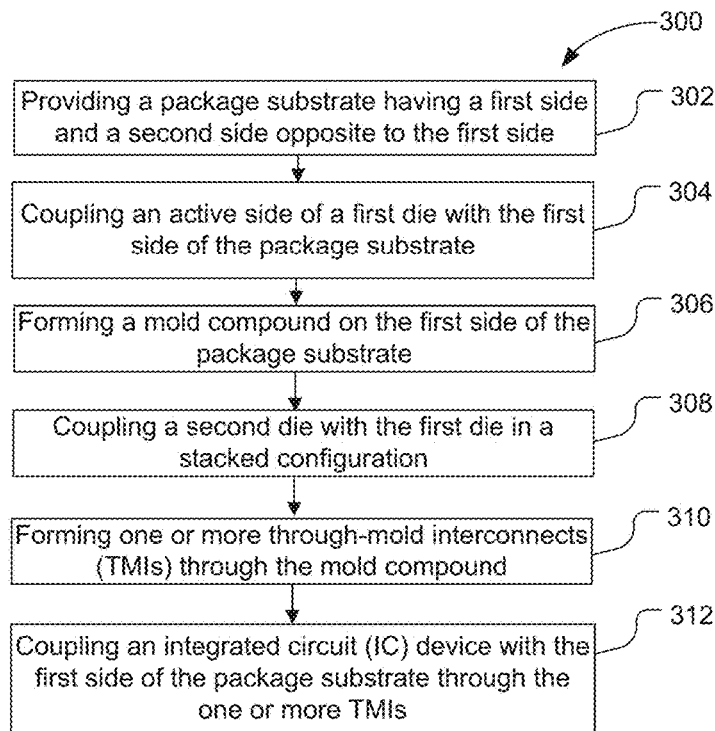 300
Providing a package substrate having a first side
and a second side opposite to the first side
302
Coupling an active side of a first die with the first
side of the package substrate
304
Forming a mold compound on the first side of the
package substrate
306
Coupling a second die with the first die in a
stacked configuration
308
Forming one or more through-mold interconnects
(TMIs) through the mold compound
310
Coupling an integrated circuit (IC) device with the
first side of the package substrate through the
one or more TMIs
312